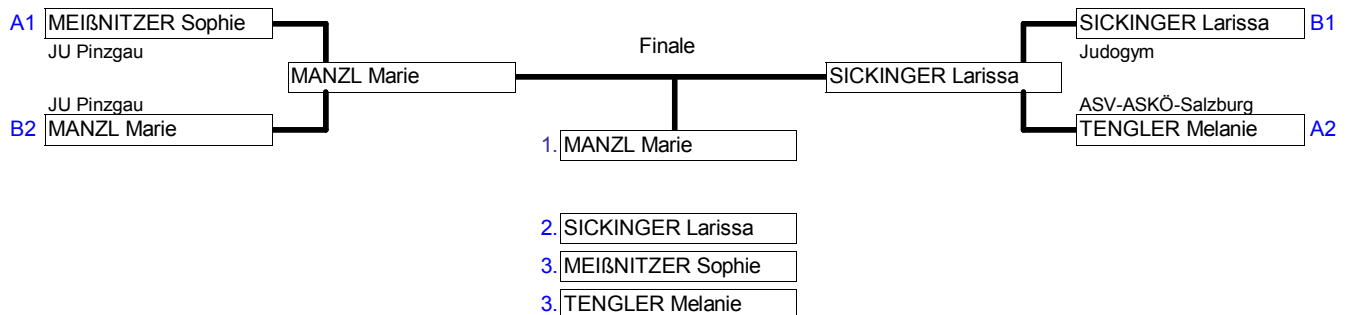 A1 MEIßNITZER Sophie
JU Pinzgau
JU Pinzgau
B2 MANZL Marie
MANZL Marie
Finale
SICKINGER Larissa
SICKINGER Larissa B1
Judogym
ASV-ASKÖ-Salzburg
TENGLER Melanie A2
1. MANZL Marie
2. SICKINGER Larissa
3. MEIßNITZER Sophie
3. TENGLER Melanie